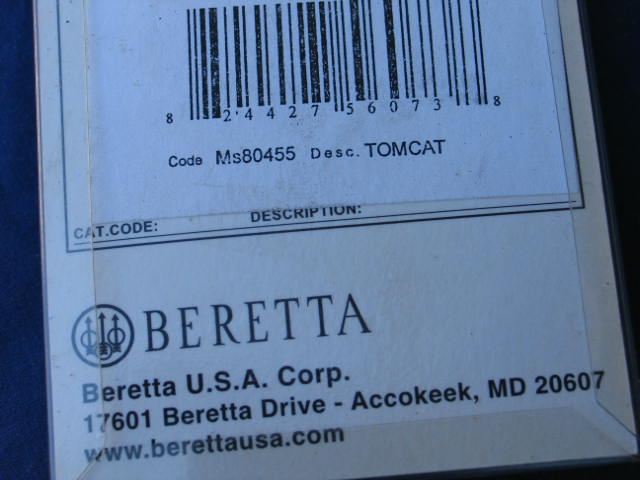 8 24427 56073 8
Code Ms80455 Desc. TOMCAT
CAT.CODE: DESCRIPTION:
BERETTA
Beretta U.S.A. Corp.
17601 Beretta Drive - Accokeek, MD 20607
www.berettausa.com